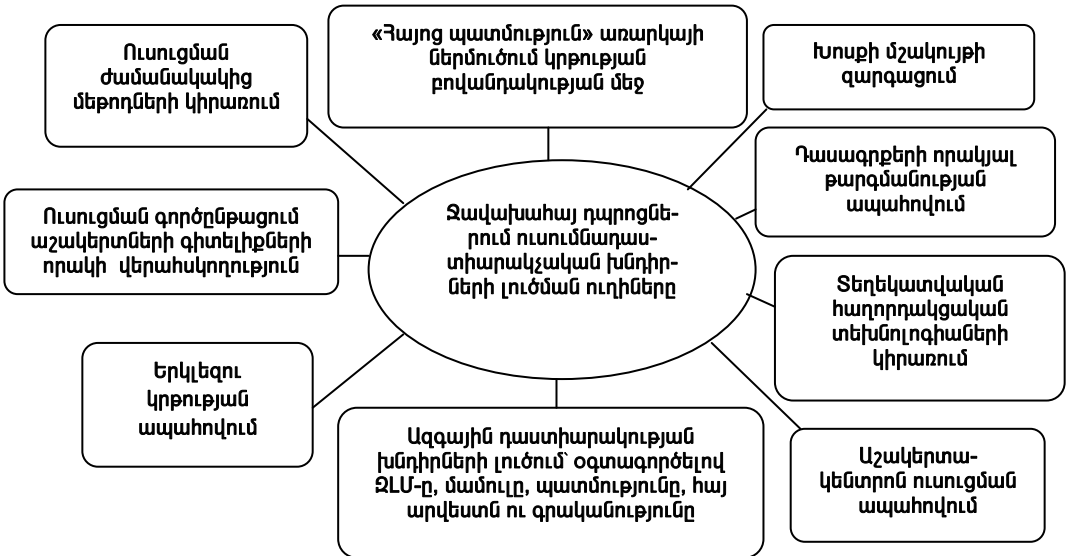 Ուսուցման
ժամանակակից
մեթոդների կիրառում
«Հայոց պատմություն» առարկայի
ներմուծում կրթության
բովանդակության մեջ
Խոսքի մշակույթի
զարգացում
Դասագրքերի որակյալ
թարգմանության
ապահովում
Ուսուցման գործընթացում
աշակերտների գիտելիքների
որակի վերահսկողություն
Ջավախահայ դպրոցնե-
րում ուսումնադաս-
տիարակչական խնդիր-
ների լուծման ուղիները
Տեղեկատվական
հաղորդակցական
տեխնոլոգիաների
կիրառում
Երկլեզու
կրթության
ապահովում
Ազգային դաստիարակության
խնդիրների լուծում՝ օգտագործելով
ԶԼՄ-ը, մամուլը, պատմությունը, հայ
արվեստն ու գրականությունը
Աշակերտա-
կենտրոն ուսուցման
ապահովում